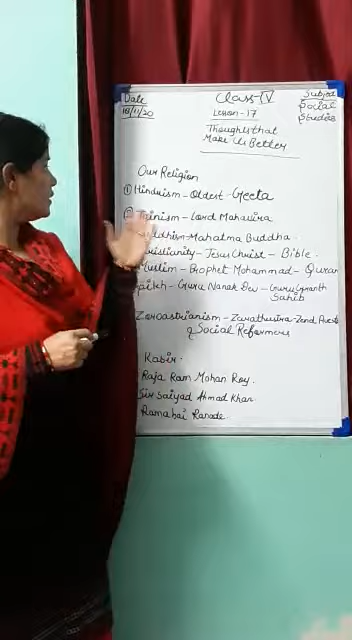 Date
18/11/20
Class IV
Subject
Social
Studies
Lesson - 17
Thoughts that
Make Us Better
Our Religion
① Hinduism - Oldest - Geeta
② Jainism - Lord Mahavira
Buddhism - Mahatma Buddha.
Christianity - Jesus Christ - Bible.
Muslim - Prophet Mohammad - Quran
Sikh - Guru Nanak Dev - Guru Granth
Sahib
Zoroastrianism - Zarathustra - Zend Avesta
Social Reformers
Kabir.
Raja Ram Mohan Roy.
Sir Saiyad Ahmad Khan.
Ramabai Ranade.